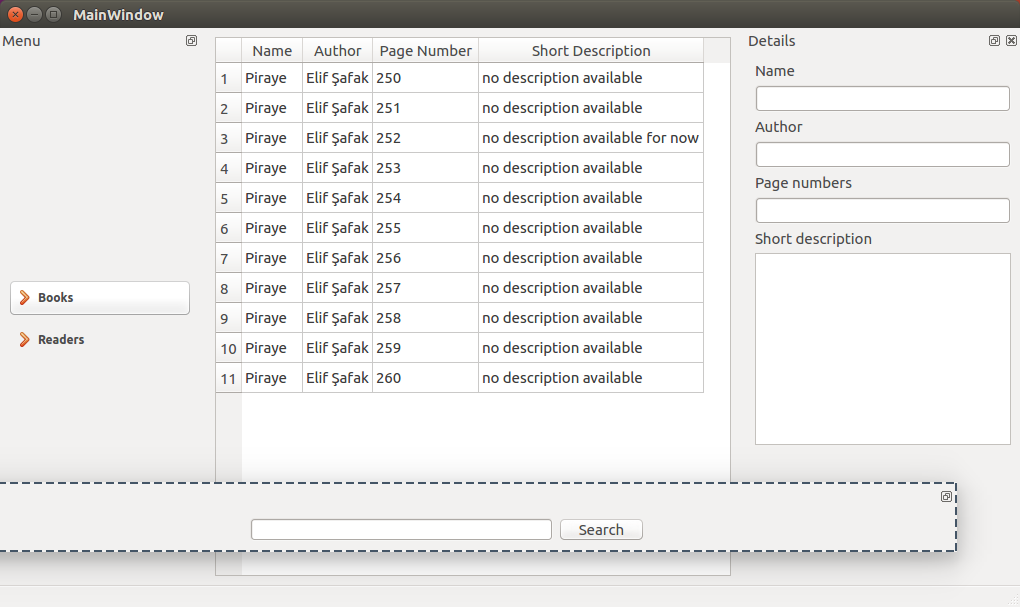 MainWindow
Menu
Books
Readers
Name Author Page Number Short Description
1 Piraye Elif Şafak 250 no description available
2 Piraye Elif Şafak 251 no description available
3 Piraye Elif Şafak 252 no description available for now
4 Piraye Elif Şafak 253 no description available
5 Piraye Elif Şafak 254 no description available
6 Piraye Elif Şafak 255 no description available
7 Piraye Elif Şafak 256 no description available
8 Piraye Elif Şafak 257 no description available
9 Piraye Elif Şafak 258 no description available
10 Piraye Elif Şafak 259 no description available
11 Piraye Elif Şafak 260 no description available
Details
Name
Author
Page numbers
Short description
Search